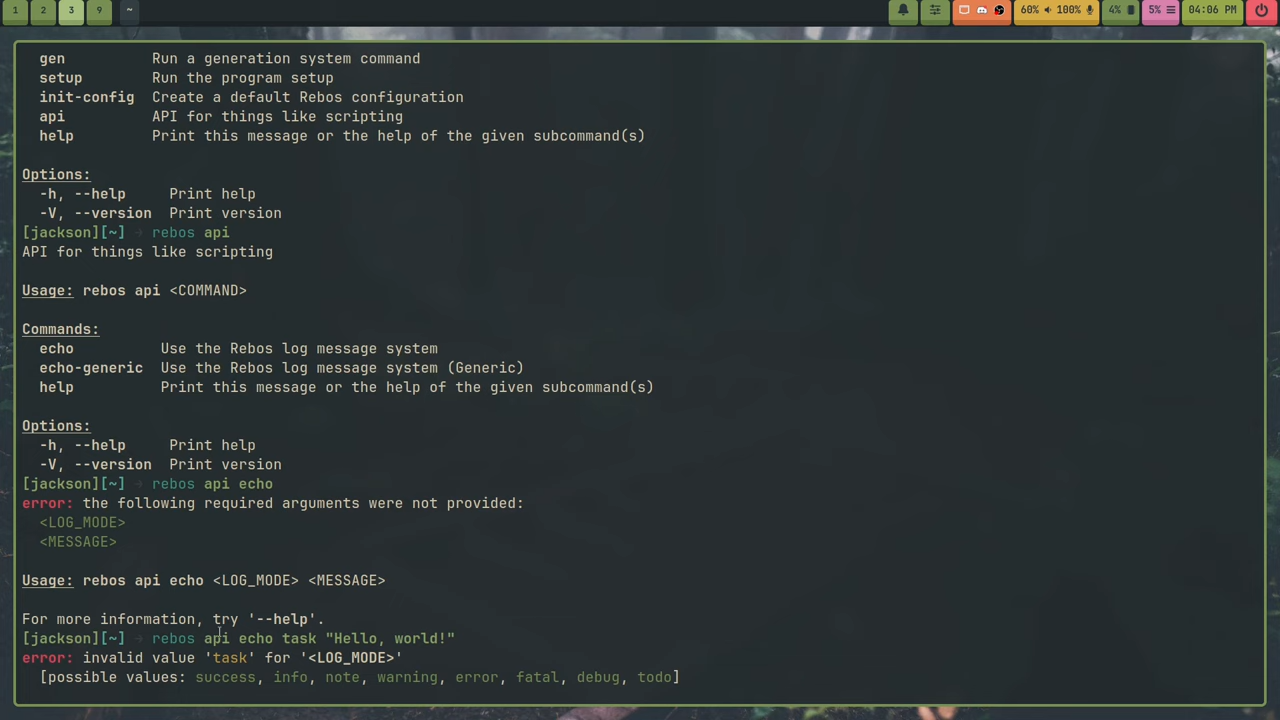 1 2 3 9 ~ 60% 100% 4% 5% 04:06 PM
gen Run a generation system command
setup Run the program setup
init-config Create a default Rebos configuration
api API for things like scripting
help Print this message or the help of the given subcommand(s)
Options:
-h, --help Print help
-V, --version Print version
[jackson][~] → rebos api
API for things like scripting
Usage: rebos api <COMMAND>
Commands:
echo Use the Rebos log message system
echo-generic Use the Rebos log message system (Generic)
help Print this message or the help of the given subcommand(s)
Options:
-h, --help Print help
-V, --version Print version
[jackson][~] → rebos api echo
error: the following required arguments were not provided:
<LOG_MODE>
<MESSAGE>
Usage: rebos api echo <LOG_MODE> <MESSAGE>
For more information, try '--help'.
[jackson][~] → rebos api echo task "Hello, world!"
error: invalid value 'task' for '<LOG_MODE>'
[possible values: success, info, note, warning, error, fatal, debug, todo]